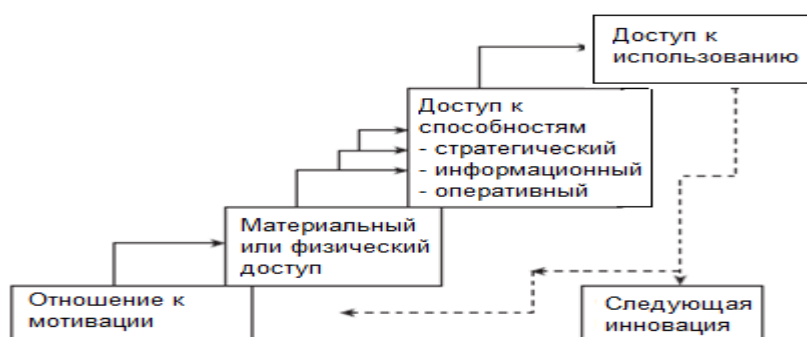 Доступ к
использованию
Доступ к
способностям
- стратегический
- информационный
- оперативный
Материальный
или физический
доступ
Отношение к
мотивации
Следующая
инновация